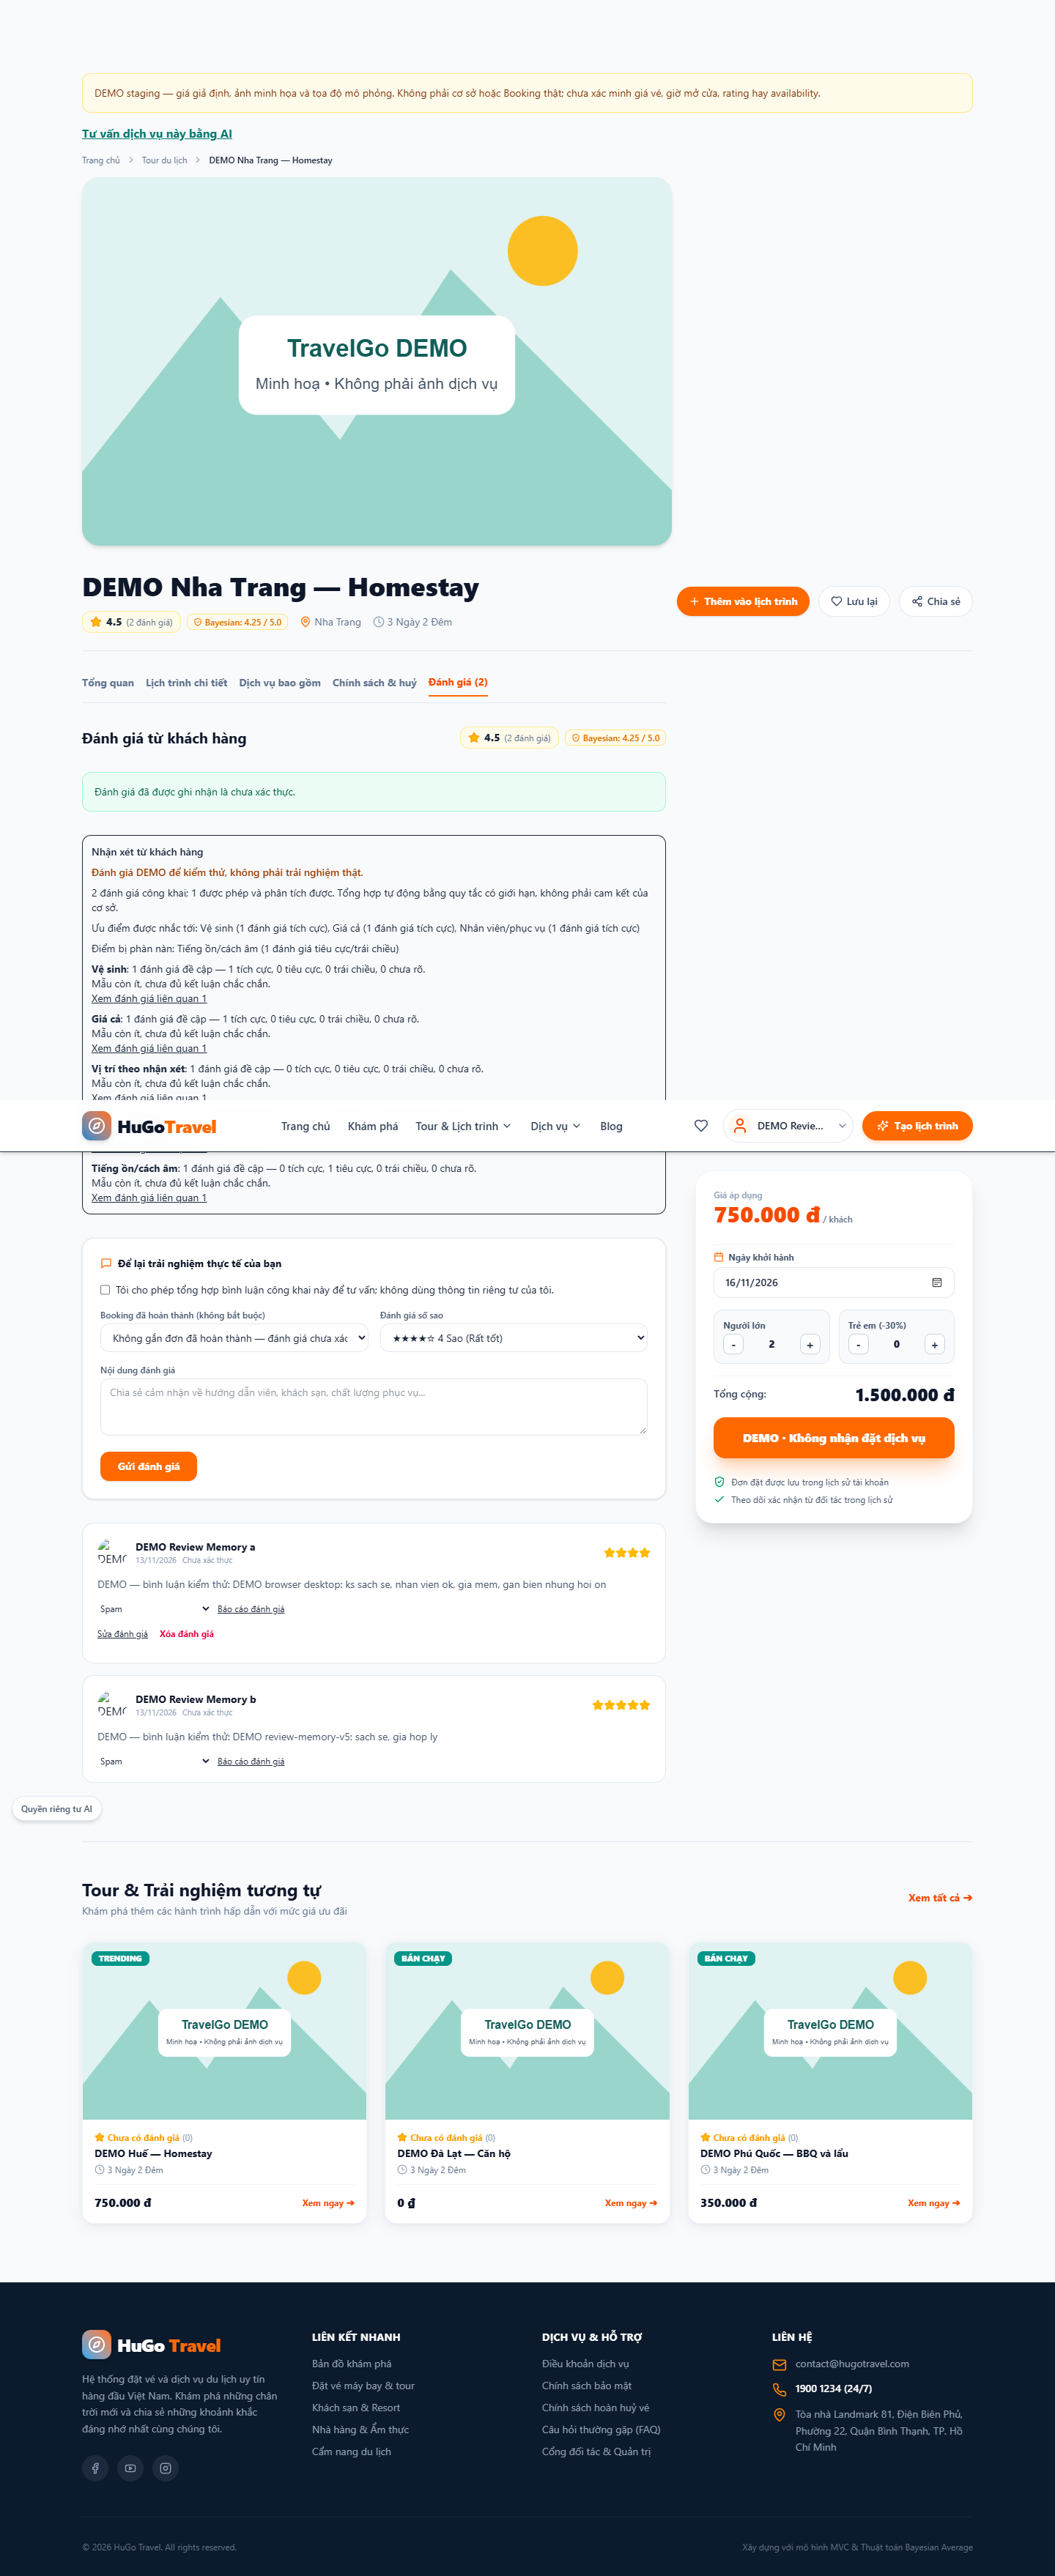 DEMO staging — giá giả định, ảnh minh họa và tọa độ mô phỏng. Không phải cơ sở hoặc Booking thật; chưa xác minh giá vé, giờ mở cửa, rating hay availability.
Tư vấn dịch vụ này bằng AI
Trang chủ > Tour du lịch > DEMO Nha Trang — Homestay
TravelGo DEMO
Minh hoạ • Không phải ảnh dịch vụ
DEMO Nha Trang — Homestay
Thêm vào lịch trình
Lưu lại
Chia sẻ
4.5 (2 đánh giá) Bayesian: 4.25 / 5.0 Nha Trang 3 Ngày 2 Đêm
Tổng quan Lịch trình chi tiết Dịch vụ bao gồm Chính sách & huỷ Đánh giá (2)
Đánh giá từ khách hàng
4.5 (2 đánh giá) Bayesian: 4.25 / 5.0
Đánh giá đã được ghi nhận là chưa xác thực.
Nhận xét từ khách hàng
Đánh giá DEMO để kiểm thử, không phải trải nghiệm thật.
2 đánh giá công khai; 1 được phép và phân tích được. Tổng hợp tự động bằng quy tắc có giới hạn, không phải cam kết của
cơ sở.
Ưu điểm được nhắc tới: Vệ sinh (1 đánh giá tích cực), Giá cả (1 đánh giá tích cực), Nhân viên/phục vụ (1 đánh giá tích cực)
Điểm bị phàn nàn: Tiếng ồn/cách âm (1 đánh giá tiêu cực/trái chiều)
Vệ sinh: 1 đánh giá đề cập — 1 tích cực, 0 tiêu cực, 0 trái chiều, 0 chưa rõ.
Mẫu còn ít, chưa đủ kết luận chắc chắn.
Xem đánh giá liên quan 1
Giá cả: 1 đánh giá đề cập — 1 tích cực, 0 tiêu cực, 0 trái chiều, 0 chưa rõ.
Mẫu còn ít, chưa đủ kết luận chắc chắn.
Xem đánh giá liên quan 1
Vị trí theo nhận xét: 1 đánh giá đề cập — 0 tích cực, 0 tiêu cực, 0 trái chiều, 0 chưa rõ.
Mẫu còn ít, chưa đủ kết luận chắc chắn.
Xem đánh giá liên quan 1
HuGoTravel
Trang chủ Khám phá Tour & Lịch trình Dịch vụ Blog
DEMO Revie...
Tạo lịch trình
Tiếng ồn/cách âm: 1 đánh giá đề cập — 0 tích cực, 1 tiêu cực, 0 trái chiều, 0 chưa rõ.
Mẫu còn ít, chưa đủ kết luận chắc chắn.
Xem đánh giá liên quan 1
Giá áp dụng
750.000 đ / khách
Ngày khởi hành
16/11/2026
Người lớn
- 2 +
Trẻ em (-30%)
- 0 +
Tổng cộng: 1.500.000 đ
DEMO · Không nhận đặt dịch vụ
Đơn đặt được lưu trong lịch sử tài khoản
Theo dõi xác nhận từ đối tác trong lịch sử
Để lại trải nghiệm thực tế của bạn
Tôi cho phép tổng hợp bình luận công khai này để tư vấn; không dùng thông tin riêng tư của tôi.
Booking đã hoàn thành (không bắt buộc)
Không gắn đơn đã hoàn thành — đánh giá chưa xác
Đánh giá số sao
★★★★☆ 4 Sao (Rất tốt)
Nội dung đánh giá
Chia sẻ cảm nhận về hướng dẫn viên, khách sạn, chất lượng phục vụ...
Gửi đánh giá
DEMO Review Memory a
13/11/2026 Chưa xác thực
DEMO — bình luận kiểm thử: DEMO browser desktop: ks sach se, nhan vien ok, gia mem, gan bien nhung hoi on
Spam
Báo cáo đánh giá
Sửa đánh giá Xóa đánh giá
DEMO Review Memory b
13/11/2026 Chưa xác thực
DEMO — bình luận kiểm thử: DEMO review-memory-v5: sach se, gia hop ly
Spam
Báo cáo đánh giá
Quyền riêng tư AI
Tour & Trải nghiệm tương tự
Khám phá thêm các hành trình hấp dẫn với mức giá ưu đãi
Xem tất cả →
TRENDING
TravelGo DEMO
Minh hoạ • Không phải ảnh dịch vụ
Chưa có đánh giá (0)
DEMO Huế — Homestay
3 Ngày 2 Đêm
750.000 đ
Xem ngay →
BÁN CHẠY
TravelGo DEMO
Minh hoạ • Không phải ảnh dịch vụ
Chưa có đánh giá (0)
DEMO Đà Lạt — Căn hộ
3 Ngày 2 Đêm
0 ₫
Xem ngay →
BÁN CHẠY
TravelGo DEMO
Minh hoạ • Không phải ảnh dịch vụ
Chưa có đánh giá (0)
DEMO Phú Quốc — BBQ và lẩu
3 Ngày 2 Đêm
350.000 đ
Xem ngay →
HuGo Travel
Hệ thống đặt vé và dịch vụ du lịch uy tín
hàng đầu Việt Nam. Khám phá những chân
trời mới và chia sẻ những khoảnh khắc
đáng nhớ nhất cùng chúng tôi.
LIÊN KẾT NHANH
Bản đồ khám phá
Đặt vé máy bay & tour
Khách sạn & Resort
Nhà hàng & Ẩm thực
Cẩm nang du lịch
DỊCH VỤ & HỖ TRỢ
Điều khoản dịch vụ
Chính sách bảo mật
Chính sách hoàn huỷ vé
Câu hỏi thường gặp (FAQ)
Cổng đối tác & Quản trị
LIÊN HỆ
contact@hugotravel.com
1900 1234 (24/7)
Tòa nhà Landmark 81, Điện Biên Phủ,
Phường 22, Quận Bình Thạnh, TP. Hồ
Chí Minh
© 2026 HuGo Travel. All rights reserved.
Xây dựng với mô hình MVC & Thuật toán Bayesian Average